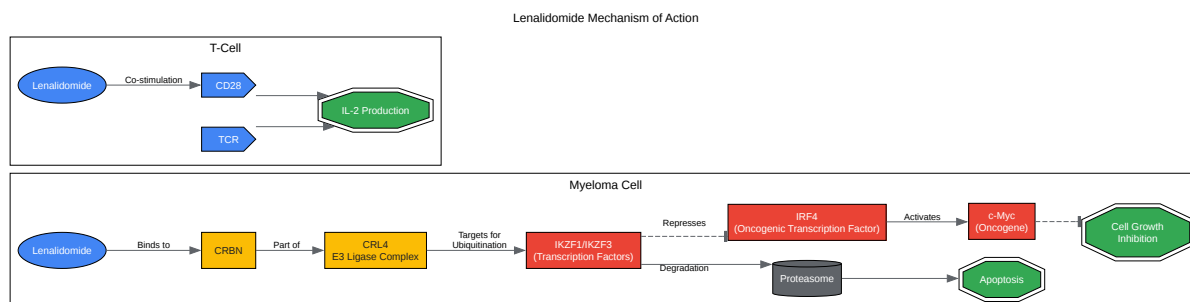 Lenalidomide Mechanism of Action
T-Cell
Lenalidomide
Co-stimulation
CD28
TCR
IL-2 Production
Myeloma Cell
Lenalidomide
Binds to
CRBN
Part of
CRL4
E3 Ligase Complex
Targets for
Ubiquitination
IKZF1/IKZF3
(Transcription Factors)
Represses
IRF4
(Oncogenic Transcription Factor)
Activates
c-Myc
(Oncogene)
Cell Growth
Inhibition
Degradation
Proteasome
Apoptosis